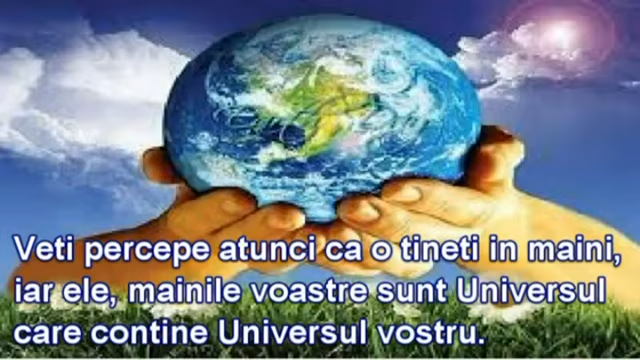 Veti percepe atunci ca o tineti in maini,
iar ele, mainile voastre sunt Universul
care contine Universul vostru.